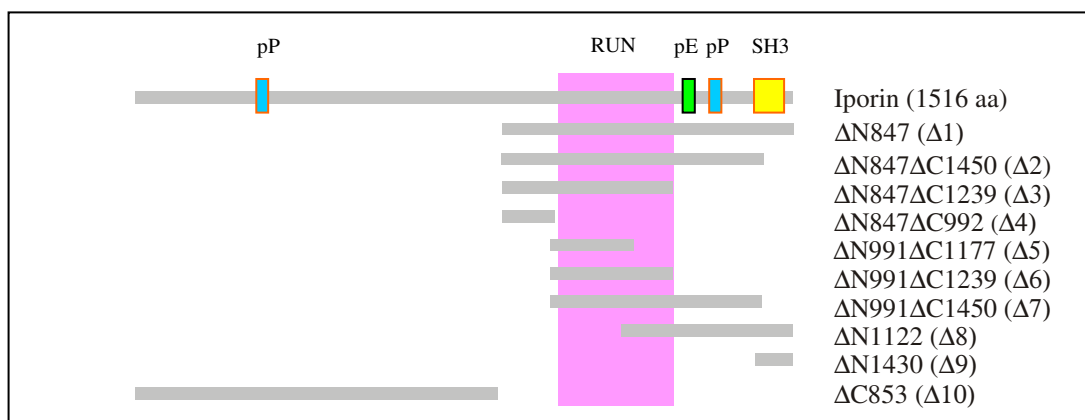 pP RUN pE pP SH3
Iporin (1516 aa)
ΔN847 (Δ1)
ΔN847ΔC1450 (Δ2)
ΔN847ΔC1239 (Δ3)
ΔN847ΔC992 (Δ4)
ΔN991ΔC1177 (Δ5)
ΔN991ΔC1239 (Δ6)
ΔN991ΔC1450 (Δ7)
ΔN1122 (Δ8)
ΔN1430 (Δ9)
ΔC853 (Δ10)